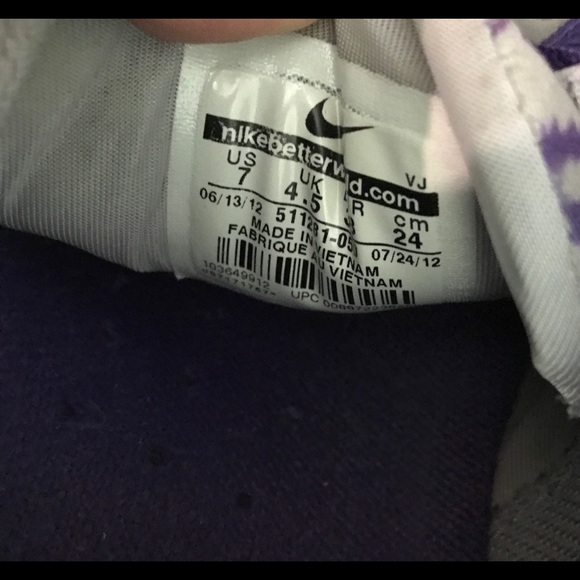 VJ
nikebetterw d.com
US UK R cm
7 4.5 24
06/13/12 07/24/12
MADE IN VIETNAM
FABRIQUE AU VIETNAM
103649912
UPC